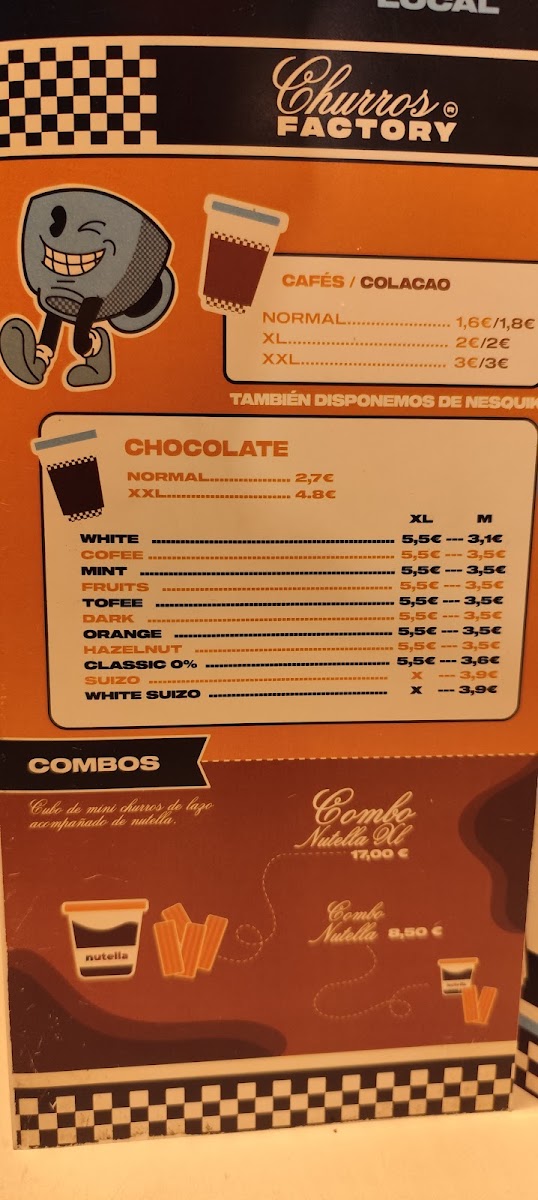 LOCAL
Churros ®
FACTORY
CAFÉS / COLACAO
NORMAL........................ 1,6€/1,8€
XL..................................... 2€/2€
XXL................................... 3€/3€
TAMBIÉN DISPONEMOS DE NESQUIK
CHOCOLATE
NORMAL.................... 2,7€
XXL............................... 4.8€
XL M
WHITE ........................................ 5,5€ --- 3,1€
COFEE ........................................ 5,5€ --- 3,5€
MINT ........................................ 5,5€ --- 3,5€
FRUITS ........................................ 5,5€ --- 3,5€
TOFEE ........................................ 5,5€ --- 3,5€
DARK ........................................ 5,5€ --- 3,5€
ORANGE ........................................ 5,5€ --- 3,5€
HAZELNUT ........................................ 5,5€ --- 3,5€
CLASSIC 0% ........................................ 5,5€ --- 3,6€
SUIZO ........................................ X --- 3,9€
WHITE SUIZO ........................................ X --- 3,9€
COMBOS
Cubo de mini churros de lazo
acompañado de nutella.
Combo
Nutella Xl
17,00 €
Combo
Nutella 8,50 €
nutella
nutella